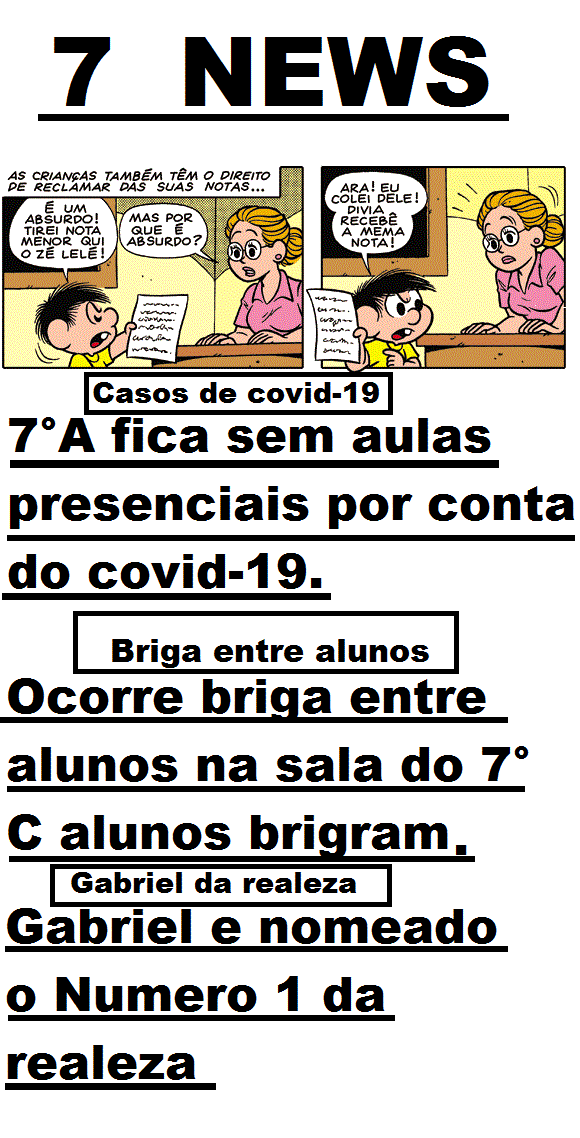 7 NEWS
AS CRIANÇAS TAMBÉM TÊM O DIREITO
DE RECLAMAR DAS SUAS NOTAS...
É UM
ABSURDO!
TIREI NOTA
MENOR QUI
O ZÉ LELÉ!
MAS POR
QUE É
ABSURDO?
ARA! EU
COLEI DELE!
DIVIA
RECEBÊ
A MEMA
NOTA!
Casos de covid-19
7°A fica sem aulas
presenciais por conta
do covid-19.
Briga entre alunos
Ocorre briga entre
alunos na sala do 7°
C alunos brigram.
Gabriel da realeza
Gabriel e nomeado
o Numero 1 da
realeza